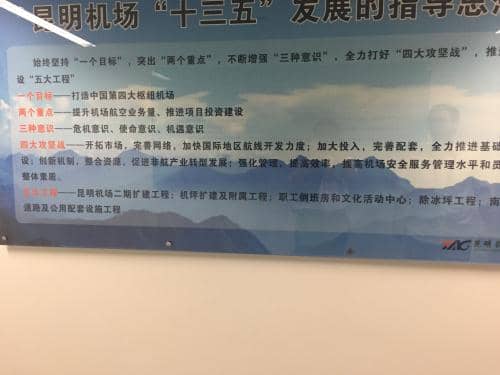 昆明机场“十三五”发展的指导思
始终坚持“一个目标”，突出“两个重点”，不断增强“三种意识”，全力打好“四大攻坚战”，推
设“五大工程”
一个目标——打造中国第四大枢纽机场
两个重点——提升机场航空业务量、推进项目投资建设
三种意识——危机意识、使命意识、机遇意识
四大攻坚战——开拓市场，完善网络，加快国际地区航线开发力度；加大投入，完善配套，全力推进基础
设；创新机制，整合资源，促进非航产业转型发展；强化管理，提高效率，提高机场安全服务管理水平和员
整体素质。
五大工程——昆明机场二期扩建工程；机坪扩建及附属工程；职工倒班房和文化活动中心；除冰坪工程；南
通路及公用配套设施工程
昆明